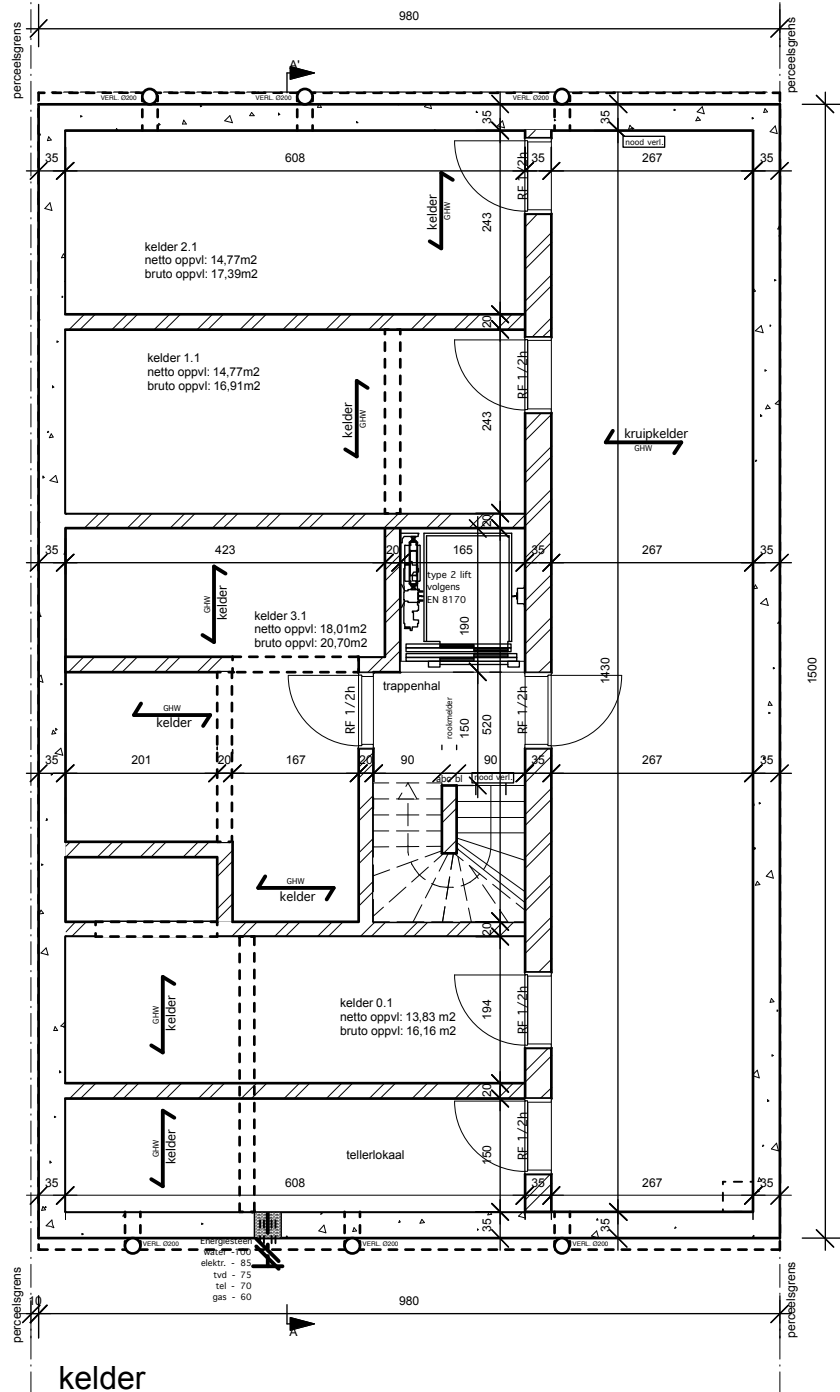 980
perceelsgrens
perceelsgrens
A'
VERL. Ø200
VERL. Ø200
VERL. Ø200
35
35
nood verl.
35
608
35
267
35
RF 1/2h
kelder
GHW
243
kelder 2.1
netto oppvl: 14,77m2
bruto oppvl: 17,39m2
20
kelder 1.1
netto oppvl: 14,77m2
bruto oppvl: 16,91m2
RF 1/2h
kelder
GHW
243
kruipkelder
GHW
20
35
423
20
165
35
267
35
type 2 lift
volgens
EN 8170
GHW
kelder
kelder 3.1
netto oppvl: 18,01m2
bruto oppvl: 20,70m2
190
1430
1500
trappenhal
RF 1/2h
rookmelder
150
520
RF 1/2h
GHW
kelder
35
201
20
167
20
90
90
35
267
35
nood verl.
GHW
kelder
20
kelder 0.1
netto oppvl: 13,83 m2
bruto oppvl: 16,16 m2
GHW
kelder
194
RF 1/2h
20
GHW
kelder
tellerlokaal
150
RF 1/2h
35
608
35
267
35
35
35
VERL. Ø200
VERL. Ø200
VERL. Ø200
Energiesteen
water -100
elektr. - 85
tvd - 75
tel - 70
gas - 60
perceelsgrens
perceelsgrens
10
980
A
kelder